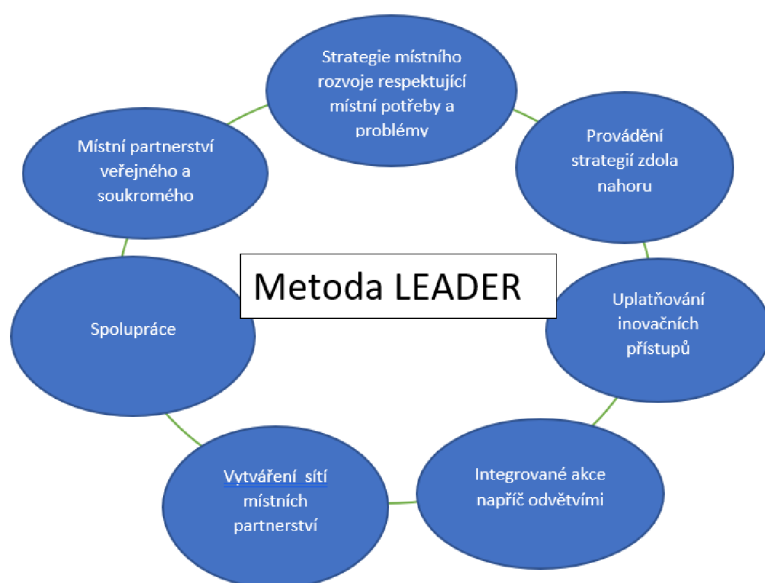 Strategie místního
rozvoje respektující
místní potřeby a
problémy
Provádění
strategií zdola
nahoru
Uplatňování
inovačních
přístupů
Integrované akce
napříč odvětvími
Vytváření  sítí
místních
partnerství
Spolupráce
Místní partnerství
veřejného a
soukromého
Metoda LEADER